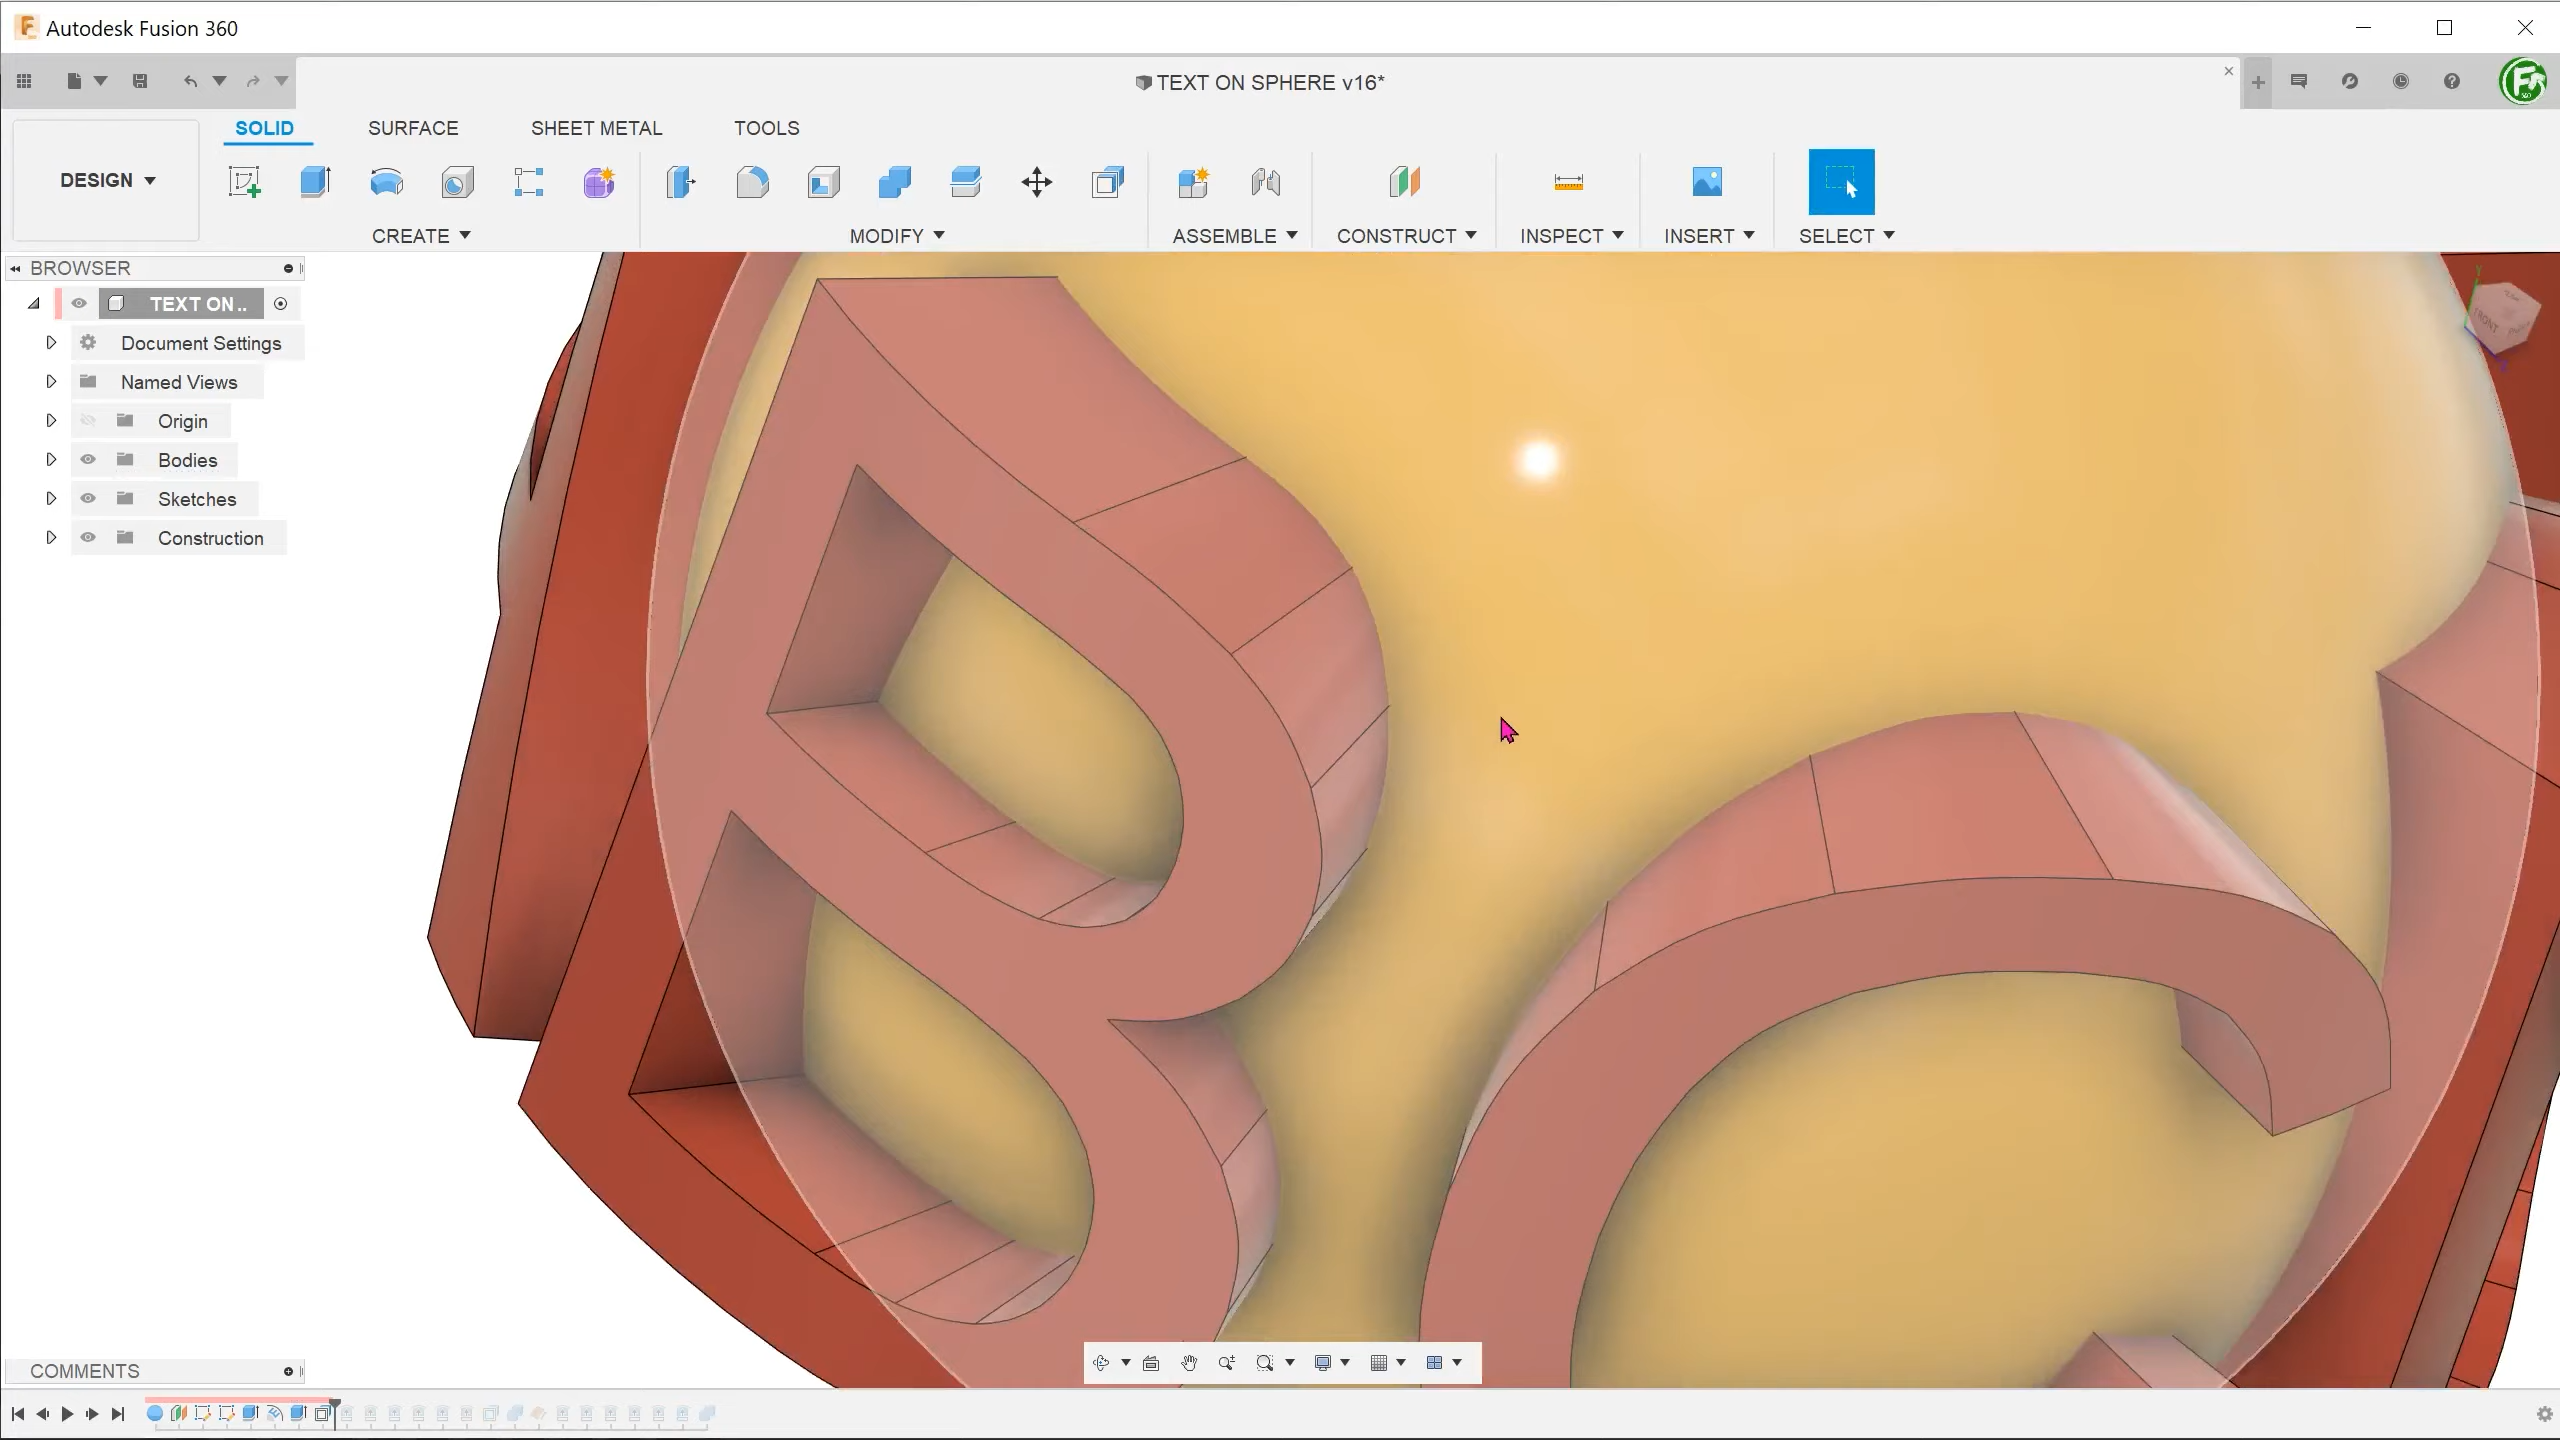 Autodesk Fusion 360
TEXT ON SPHERE v16*
SOLID SURFACE SHEET METAL TOOLS
DESIGN
CREATE MODIFY ASSEMBLE CONSTRUCT INSPECT INSERT SELECT
BROWSER
TEXT ON ..
Document Settings
Named Views
Origin
Bodies
Sketches
Construction
Y
FRONT
COMMENTS